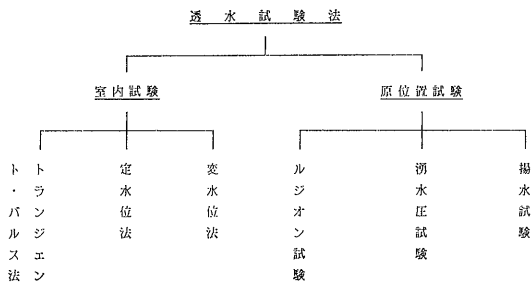 透水試験法
室内試験
原位置試験
トランジェン
ト・パルス法
定水位法
変水位法
ルジオン試験
湧水圧試験
揚水試験